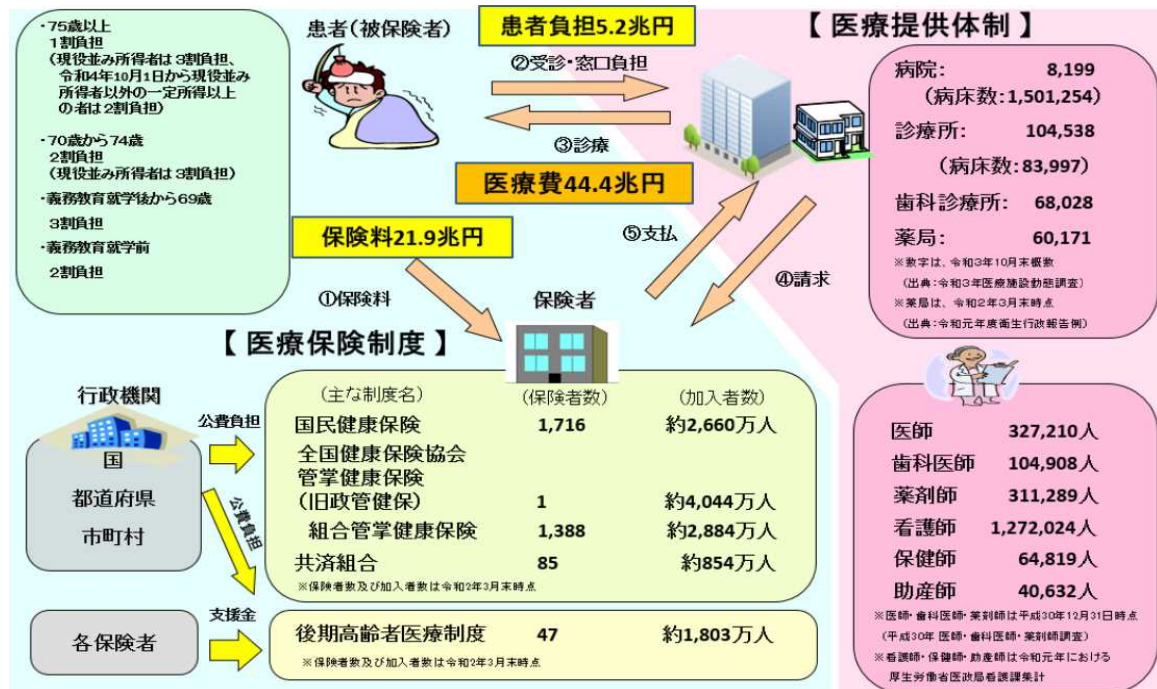 ・75歳以上
1割負担
(現役並み所得者は3割負担、
令和4年10月1日から現役並み
所得者以外の一定所得以上
の者は2割負担)
・70歳から74歳
2割負担
(現役並み所得者は3割負担)
・義務教育就学後から69歳
3割負担
・義務教育就学前
2割負担
患者(被保険者)
患者負担5.2兆円
②受診・窓口負担
③診療
医療費44.4兆円
保険料21.9兆円
①保険料
⑤支払
④請求
保険者
【 医療提供体制 】
病院: 8,199
(病床数:1,501,254)
診療所: 104,538
(病床数:83,997)
歯科診療所: 68,028
薬局: 60,171
※数字は、令和3年10月末概数
(出典:令和3年医療施設動態調査)
※薬局は、令和2年3月末時点
(出典:令和元年度衛生行政報告例)
【 医療保険制度 】
行政機関
国
都道府県
市町村
公費負担
公費負担
(主な制度名) (保険者数) (加入者数)
国民健康保険 1,716 約2,660万人
全国健康保険協会
管掌健康保険
(旧政管健保) 1 約4,044万人
組合管掌健康保険 1,388 約2,884万人
共済組合 85 約854万人
※保険者数及び加入者数は令和2年3月末時点
各保険者
支援金
後期高齢者医療制度 47 約1,803万人
※保険者数及び加入者数は令和2年3月末時点
医師 327,210人
歯科医師 104,908人
薬剤師 311,289人
看護師 1,272,024人
保健師 64,819人
助産師 40,632人
※医師・歯科医師・薬剤師は平成30年12月31日時点
(平成30年 医師・歯科医師・薬剤師調査)
※看護師・保健師・助産師は令和元年における
厚生労働省医政局看護課集計